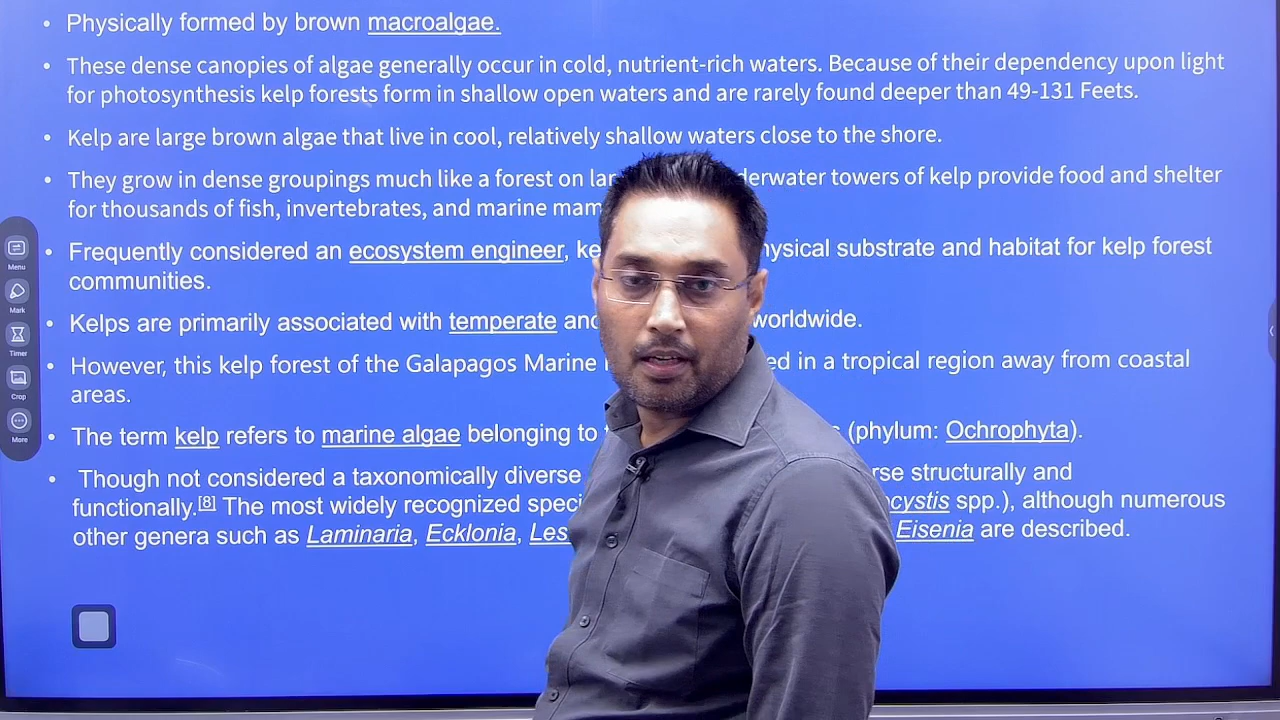 Physically formed by brown macroalgae.
These dense canopies of algae generally occur in cold, nutrient-rich waters. Because of their dependency upon light
for photosynthesis kelp forests form in shallow open waters and are rarely found deeper than 49-131 Feets.
Kelp are large brown algae that live in cool, relatively shallow waters close to the shore.
They grow in dense groupings much like a forest on towers of kelp provide food and shelter
for thousands of fish, invertebrates, and marine
Frequently considered an ecosystem engineer, substrate and habitat for kelp forest
communities.
Kelps are primarily associated with temperate worldwide.
However, this kelp forest of the Galapagos Marine in a tropical region away from coastal
areas.
The term kelp refers to marine algae belonging to (phylum: Ochrophyta).
Though not considered a taxonomically diverse structurally and
functionally.[8] The most widely recognized spp.), although numerous
other genera such as Laminaria, Ecklonia, Eisenia are described.
Menu
Mark
Timer
Crop
More